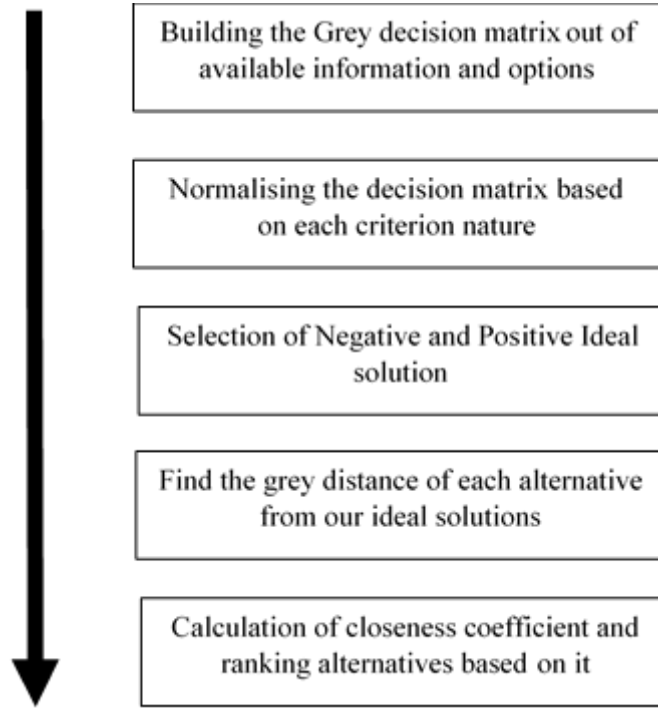 Building the Grey decision matrix out of
available information and options
Normalising the decision matrix based
on each criterion nature
Selection of Negative and Positive Ideal
solution
Find the grey distance of each alternative
from our ideal solutions
Calculation of closeness coefficient and
ranking alternatives based on it